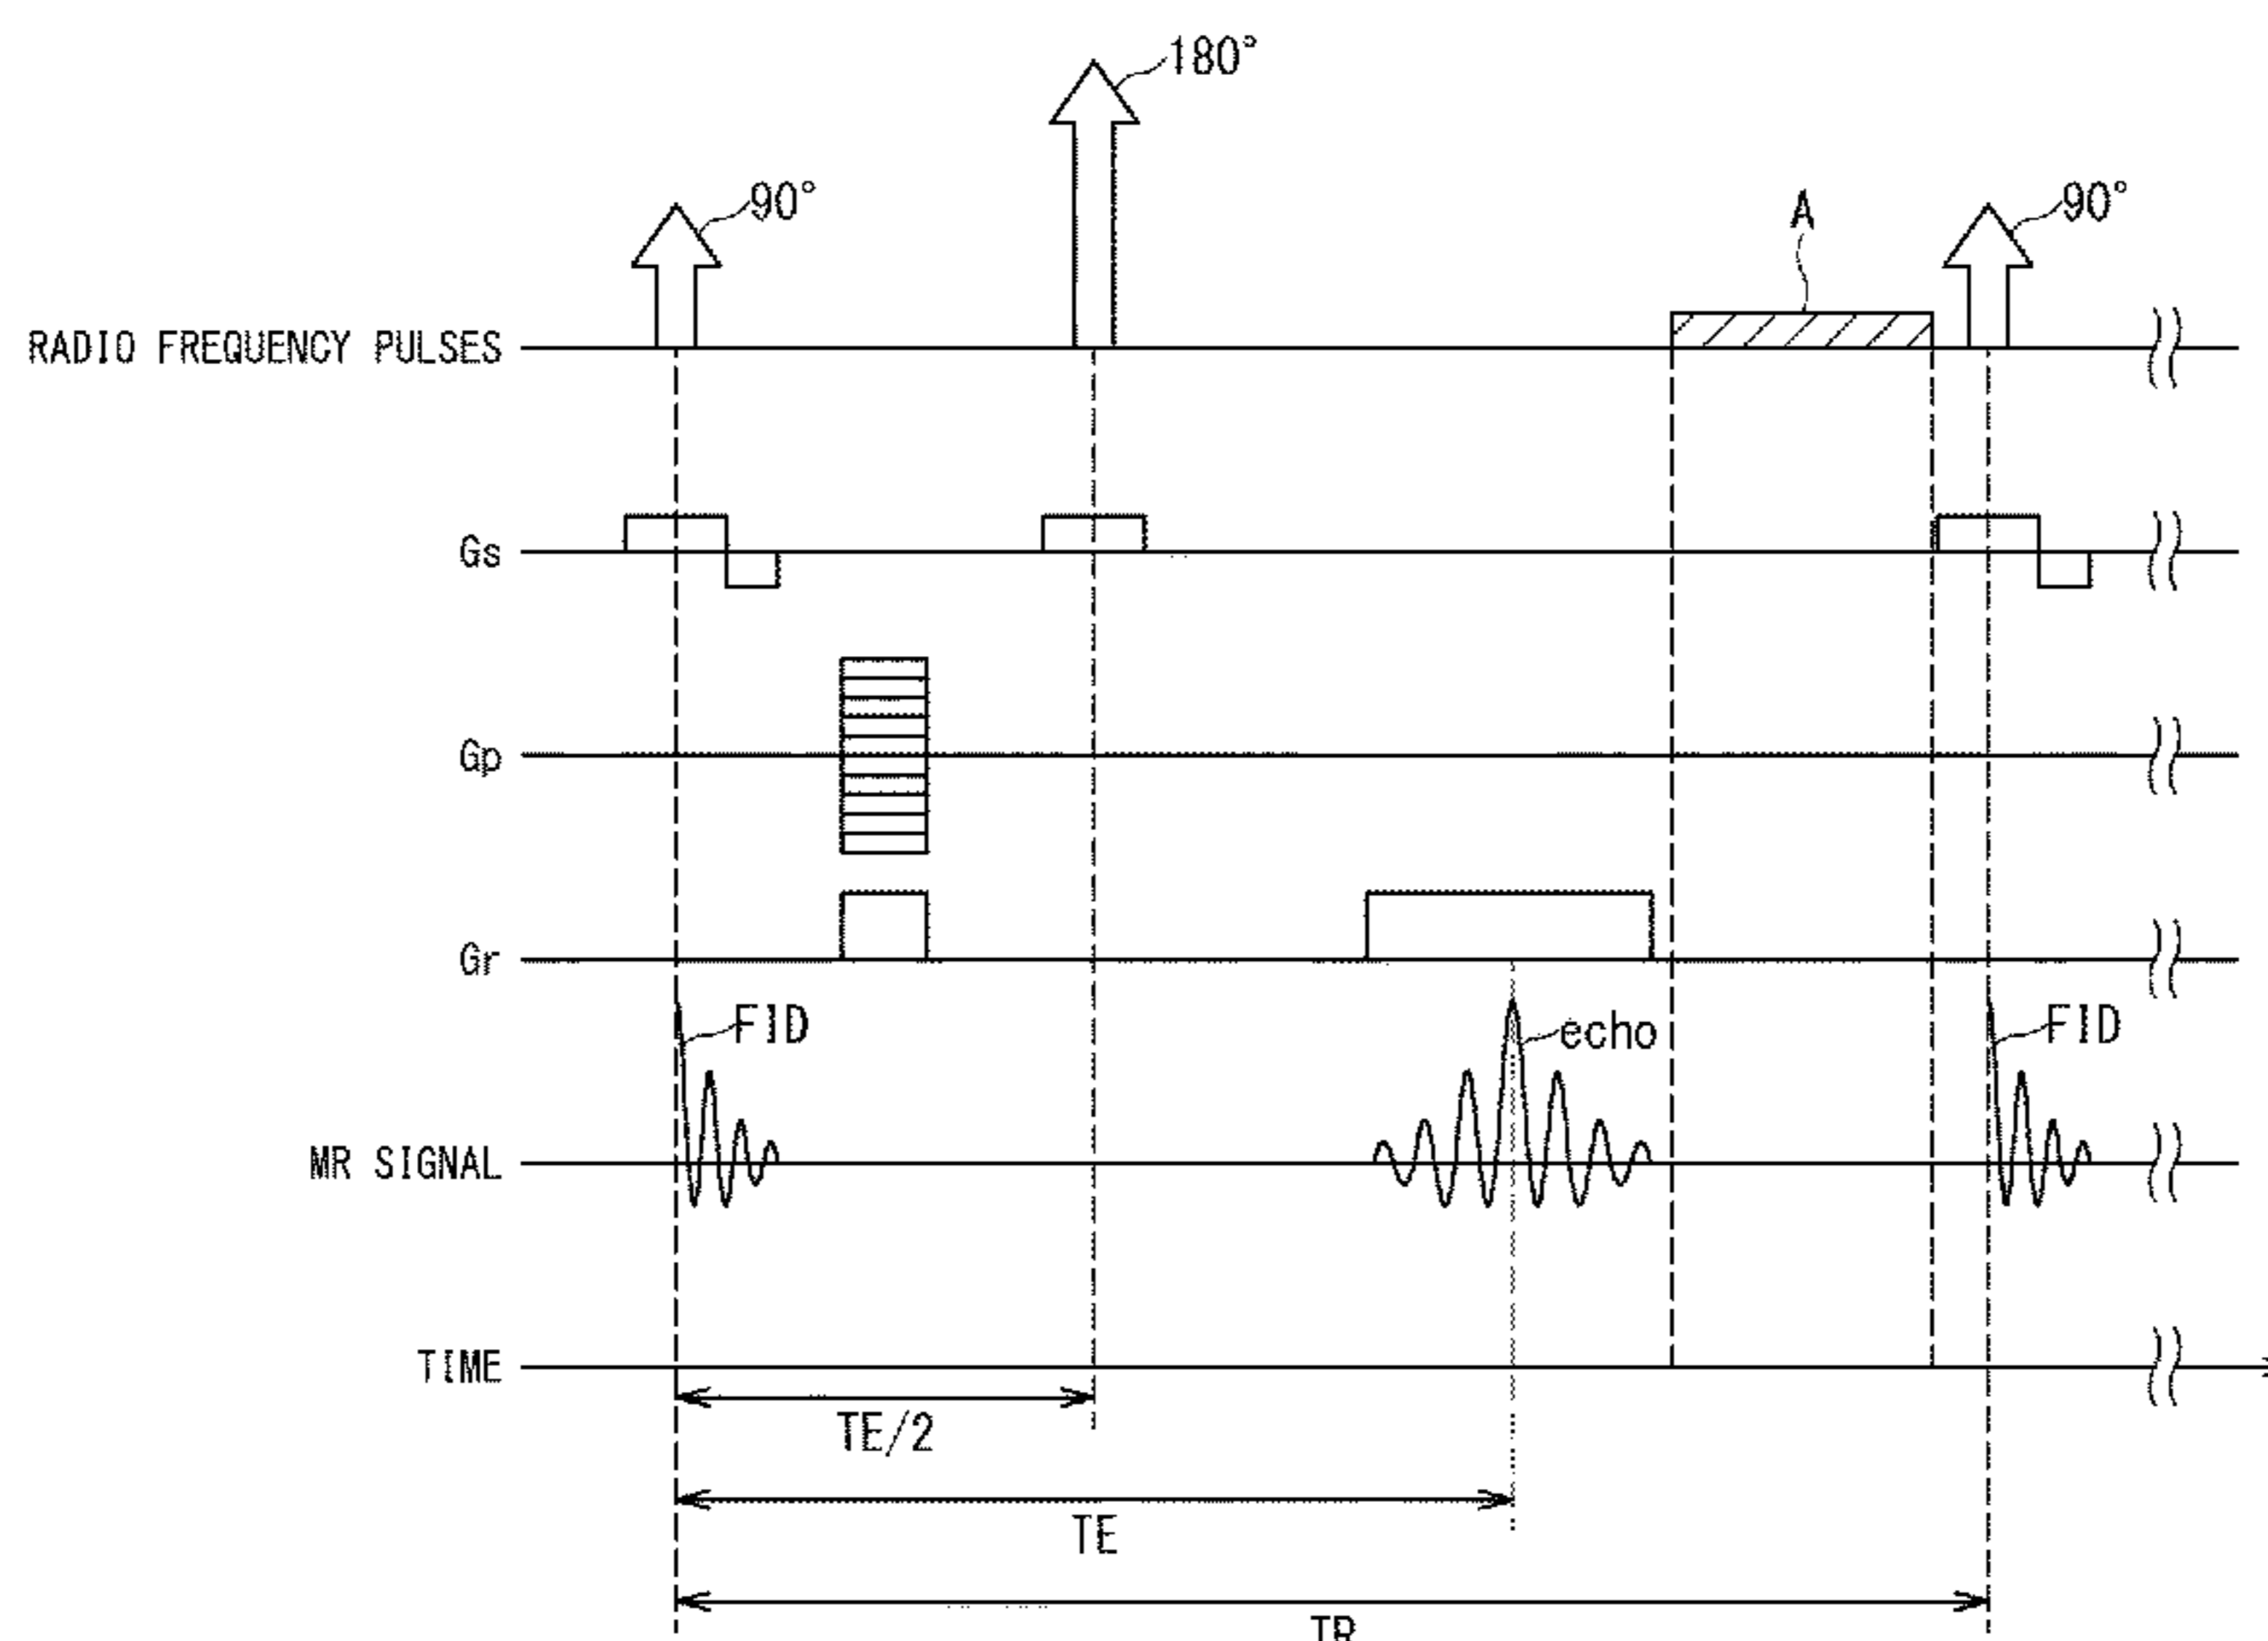 180°
90°
A
90°
RADIO FREQUENCY PULSES
Gs
Gp
Gr
FID
echo
FID
MR SIGNAL
TIME
TE/2
TE
TR